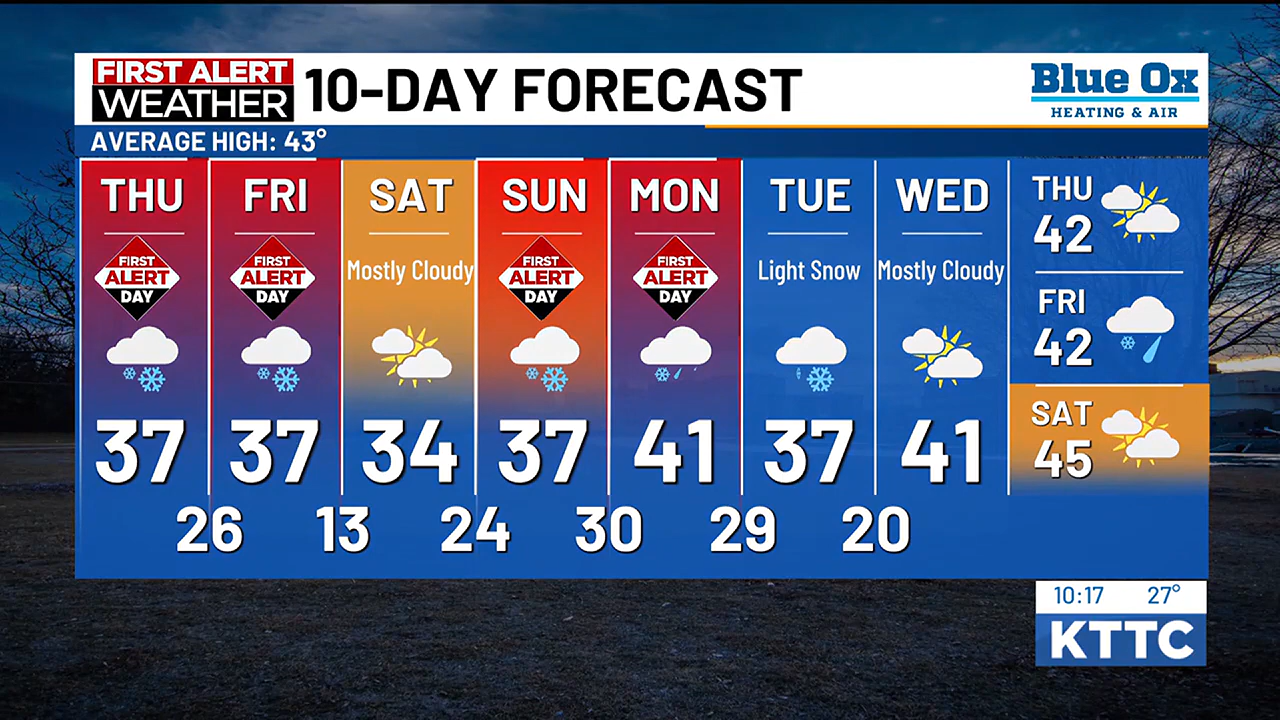 FIRST ALERT
WEATHER
10-DAY FORECAST
Blue Ox
HEATING & AIR
AVERAGE HIGH: 43°
THU
FIRST
ALERT
DAY
37
FRI
FIRST
ALERT
DAY
37
SAT
Mostly Cloudy
34
SUN
FIRST
ALERT
DAY
37
MON
FIRST
ALERT
DAY
41
TUE
Light Snow
37
WED
Mostly Cloudy
41
26 13 24 30 29 20
THU
42
FRI
42
SAT
45
10:17 27°
KTTC